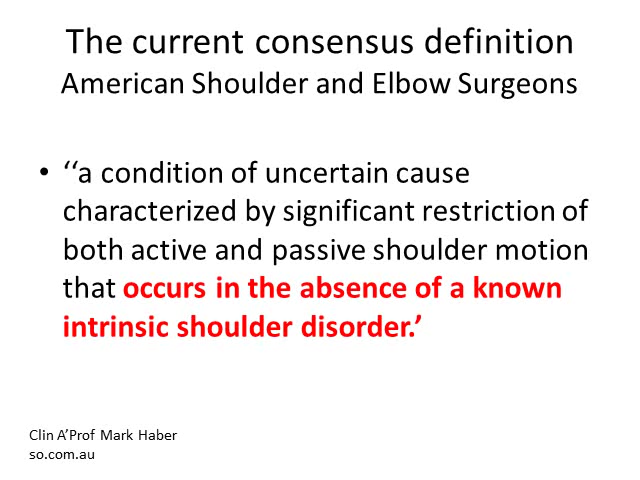 The current consensus definition
American Shoulder and Elbow Surgeons
• ‘‘a condition of uncertain cause
characterized by significant restriction of
both active and passive shoulder motion
that occurs in the absence of a known
intrinsic shoulder disorder.’
Clin A’Prof Mark Haber
so.com.au